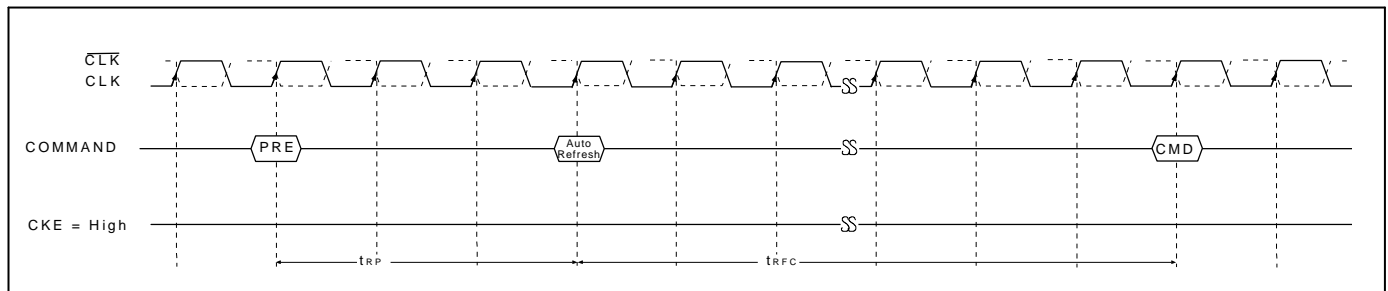 CLK
CLK
COMMAND
PRE
Auto
Refresh
CMD
CKE = High
tRP
tRFC